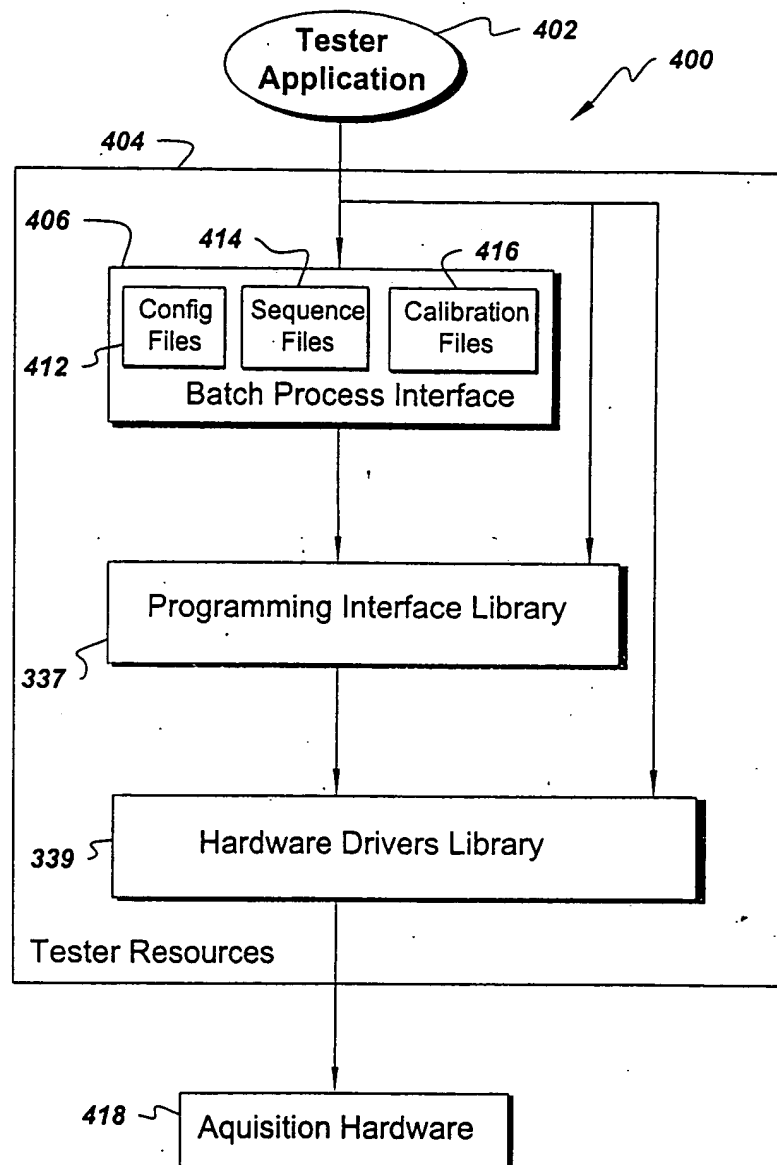 Tester
Application
402
400
404
406
414
416
Config
Files
Sequence
Files
Calibration
Files
412
Batch Process Interface
Programming Interface Library
337
Hardware Drivers Library
339
Tester Resources
418
Aquisition Hardware